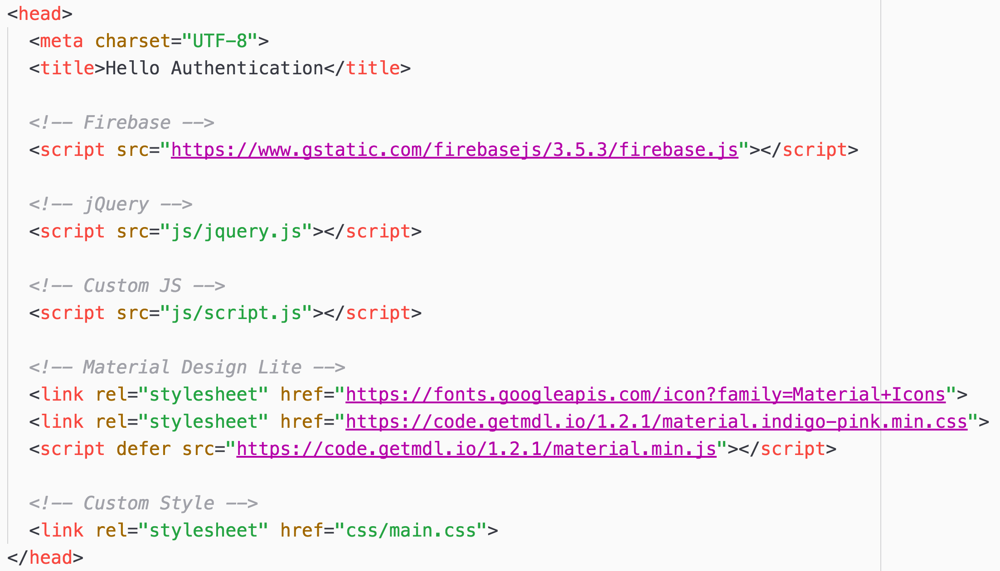 <head>
<meta charset="UTF-8">
<title>Hello Authentication</title>
<!-- Firebase -->
<script src="https://www.gstatic.com/firebasejs/3.5.3/firebase.js"></script>
<!-- jQuery -->
<script src="js/jquery.js"></script>
<!-- Custom JS -->
<script src="js/script.js"></script>
<!-- Material Design Lite -->
<link rel="stylesheet" href="https://fonts.googleapis.com/icon?family=Material+Icons">
<link rel="stylesheet" href="https://code.getmdl.io/1.2.1/material.indigo-pink.min.css">
<script defer src="https://code.getmdl.io/1.2.1/material.min.js"></script>
<!-- Custom Style -->
<link rel="stylesheet" href="css/main.css">
</head>